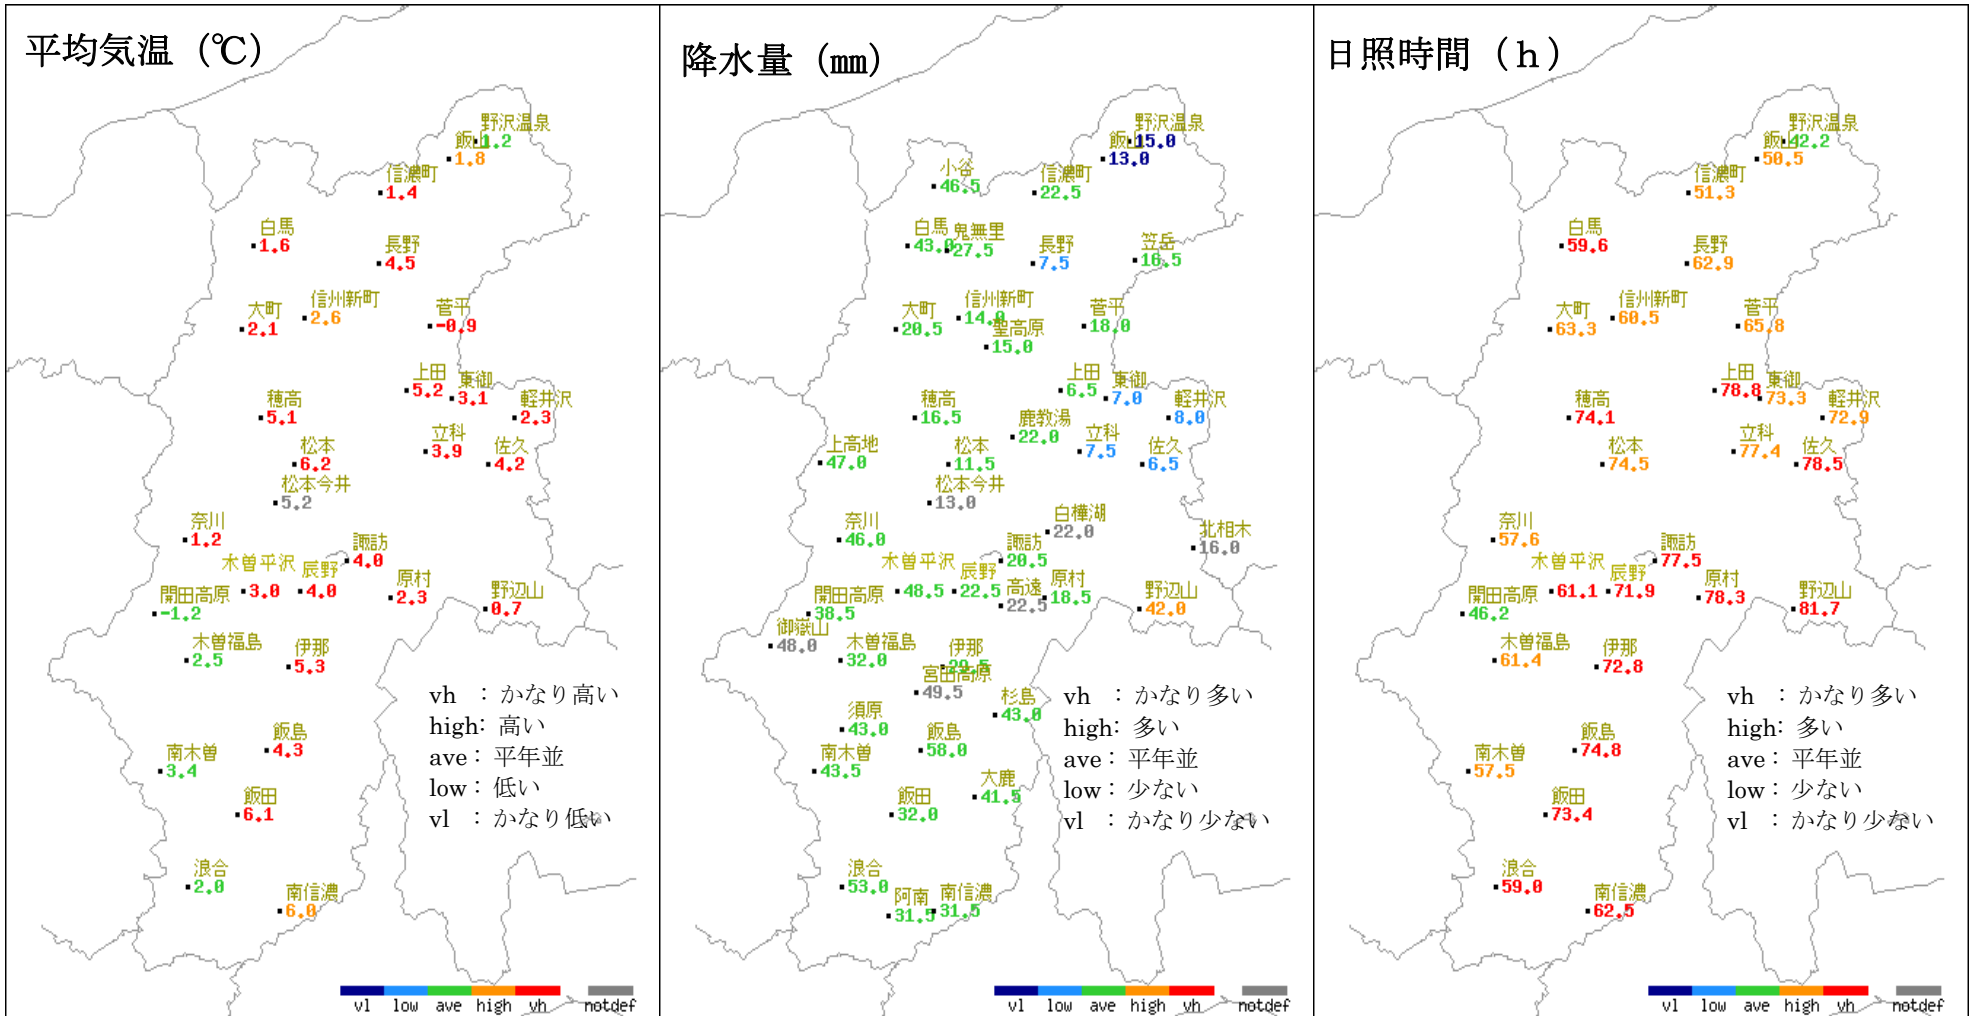 平均気温（℃）
野沢温泉
1.2
飯山
1.8
信濃町
1.4
白馬
1.6
長野
4.5
大町
2.1
信州新町
2.6
菅平
-0.9
上田
5.2
東御
3.1
軽井沢
2.3
穂高
5.1
松本
6.2
立科
3.9
佐久
4.2
松本今井
5.2
奈川
1.2
諏訪
4.0
木曽平沢
3.0
辰野
4.0
原村
2.3
野辺山
0.7
開田高原
-1.2
木曽福島
2.5
伊那
5.3
飯島
4.3
南木曽
3.4
飯田
6.1
浪合
2.0
南信濃
6.0
vh ：かなり高い
high: 高い
ave：平年並
low：低い
vl ：かなり低い
vl low ave high vh notdef
降水量（mm）
野沢温泉
15.0
飯山
13.0
小谷
46.5
信濃町
22.5
白馬
43.0
鬼無里
27.5
長野
7.5
笠岳
16.5
大町
20.5
信州新町
14.0
聖高原
15.0
菅平
18.0
上田
6.5
東御
7.0
軽井沢
8.0
穂高
16.5
鹿教湯
22.0
立科
7.5
佐久
6.5
上高地
47.0
松本
11.5
松本今井
13.0
奈川
46.0
白樺湖
22.0
北相木
16.0
諏訪
20.5
木曽平沢
48.5
辰野
22.5
高遠
22.5
原村
18.5
野辺山
42.0
開田高原
38.5
御嶽山
48.0
木曽福島
32.0
伊那
宮田高原
49.5
杉島
43.0
須原
43.0
飯島
58.0
南木曽
43.5
大鹿
41.5
飯田
32.0
浪合
53.0
阿南
31.5
南信濃
31.5
vh ：かなり多い
high: 多い
ave：平年並
low：少ない
vl ：かなり少ない
vl low ave high vh notdef
日照時間（ｈ）
野沢温泉
42.2
飯山
50.5
信濃町
51.3
白馬
59.6
長野
62.9
大町
63.3
信州新町
60.5
菅平
65.8
上田
78.8
東御
73.3
軽井沢
72.9
穂高
74.1
松本
74.5
立科
77.4
佐久
78.5
奈川
57.6
諏訪
77.5
木曽平沢
61.1
辰野
71.9
原村
78.3
野辺山
81.7
開田高原
46.2
木曽福島
61.4
伊那
72.8
飯島
74.8
南木曽
57.5
飯田
73.4
浪合
59.0
南信濃
62.5
vh ：かなり多い
high: 多い
ave：平年並
low：少ない
vl ：かなり少ない
vl low ave high vh notdef